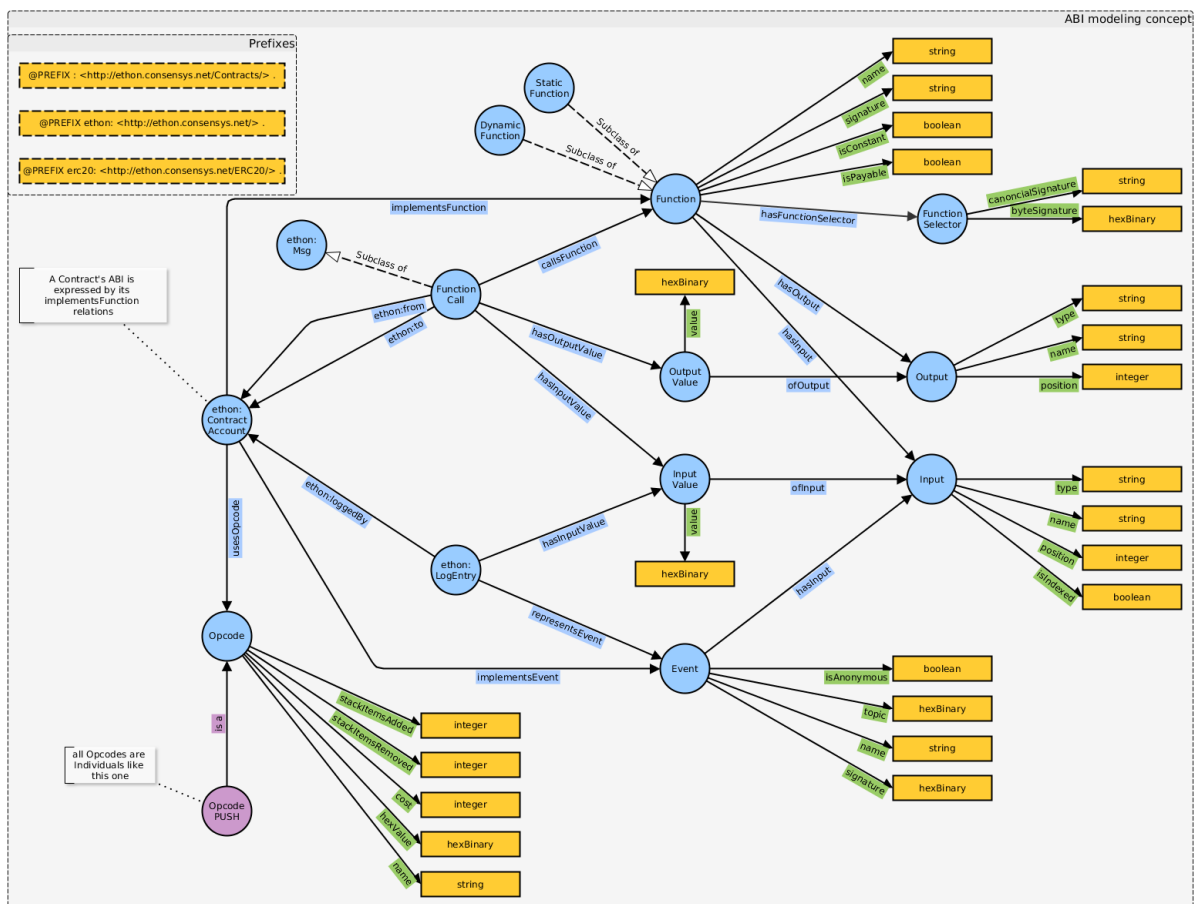 ABI modeling concept
Prefixes
@PREFIX : <http://ethon.consensys.net/Contracts/> .
@PREFIX ethon: <http://ethon.consensys.net/> .
@PREFIX erc20: <http://ethon.consensys.net/ERC20/> .
Static
Function
Dynamic
Function
Subclass of
Subclass of
name
string
signature
string
isConstant
boolean
isPayable
boolean
Function
implementsFunction
hasFunctionSelector
Function
Selector
canoncialSignature
string
byteSignature
hexBinary
ethon:
Msg
Subclass of
callsFunction
Function
Call
A Contract's ABI is
expressed by its
implementsFunction
relations
ethon:from
ethon:to
hasOutputValue
hasInputValue
hexBinary
value
Output
Value
ofOutput
hasOutput
hasInput
Output
type
string
name
string
position
integer
ethon:
Contract
Account
ethon:loggedBy
usesOpcode
Input
Value
ofInput
value
hexBinary
Input
type
string
name
string
position
integer
isIndexed
boolean
hasInputValue
ethon:
LogEntry
representsEvent
hasInput
implementsEvent
Event
isAnonymous
boolean
topic
hexBinary
name
string
signature
hexBinary
Opcode
stackItemsAdded
integer
stackItemsRemoved
integer
cost
integer
hexValue
hexBinary
name
string
is a
all Opcodes are
Individuals like
this one
Opcode
PUSH